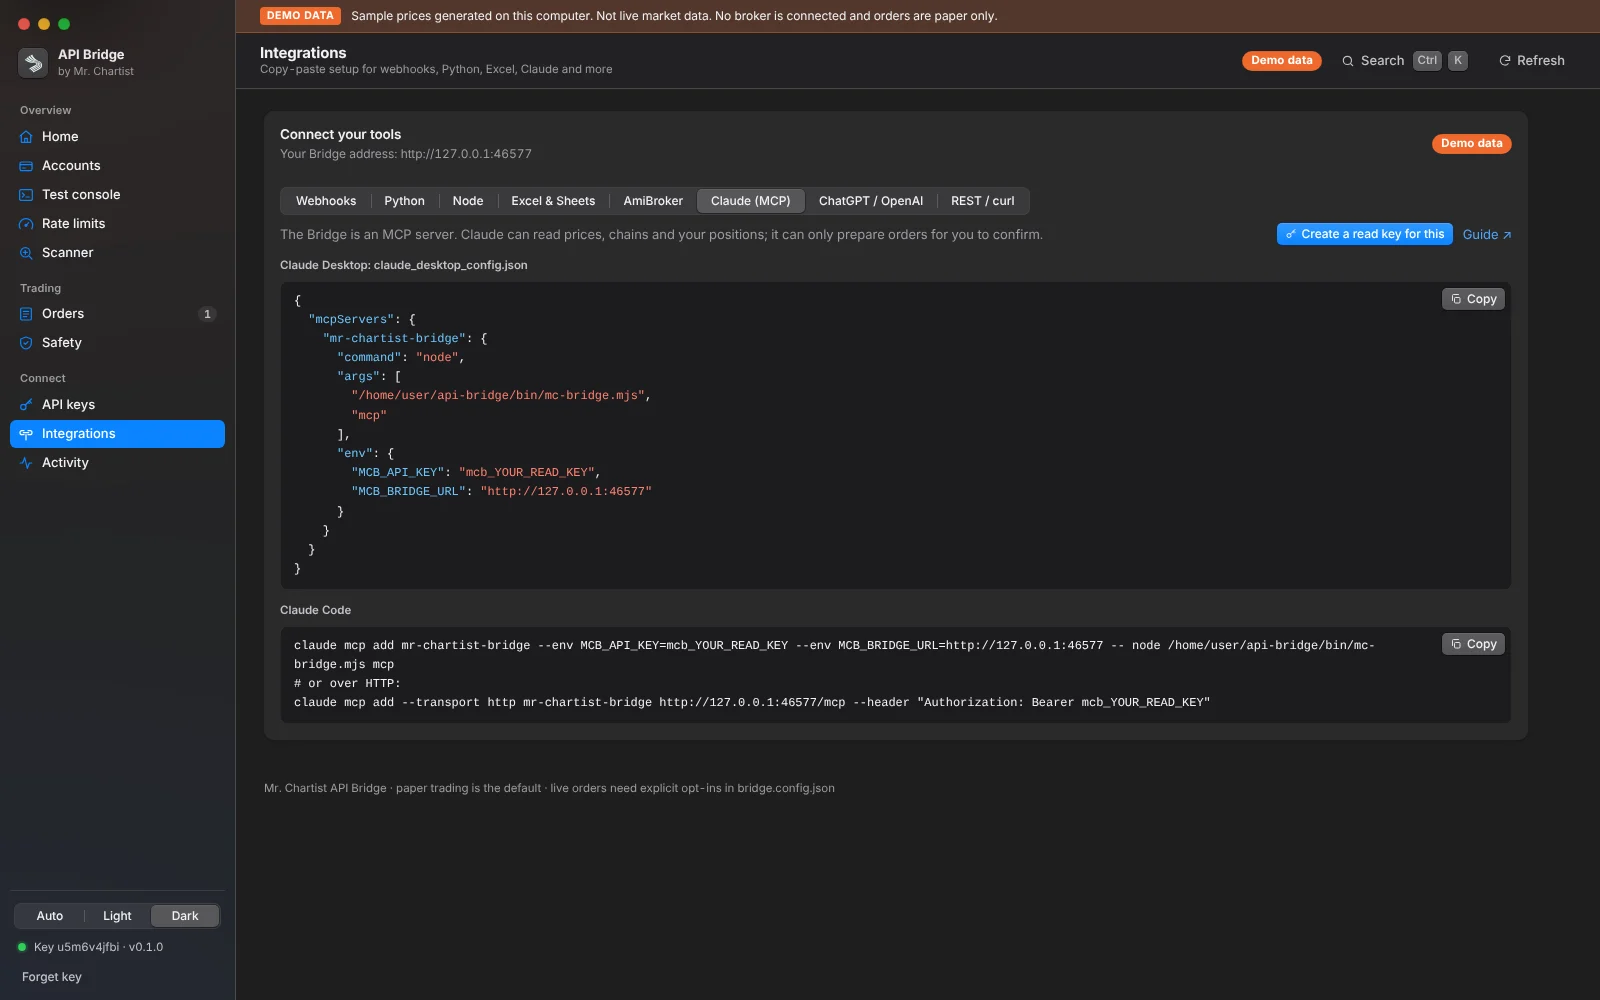 DEMO DATA Sample prices generated on this computer. Not live market data. No broker is connected and orders are paper only.
API Bridge
by Mr. Chartist
Integrations
Copy-paste setup for webhooks, Python, Excel, Claude and more
Demo data
Search Ctrl K
Refresh
Overview
Home
Accounts
Test console
Rate limits
Scanner
Trading
Orders 1
Safety
Connect
API keys
Integrations
Activity
Connect your tools
Your Bridge address: http://127.0.0.1:46577
Demo data
Webhooks Python Node Excel & Sheets AmiBroker Claude (MCP) ChatGPT / OpenAI REST / curl
The Bridge is an MCP server. Claude can read prices, chains and your positions; it can only prepare orders for you to confirm.
Create a read key for this Guide ↗
Claude Desktop: claude_desktop_config.json
Copy
{
  "mcpServers": {
    "mr-chartist-bridge": {
      "command": "node",
      "args": [
        "/home/user/api-bridge/bin/mc-bridge.mjs",
        "mcp"
      ],
      "env": {
        "MCB_API_KEY": "mcb_YOUR_READ_KEY",
        "MCB_BRIDGE_URL": "http://127.0.0.1:46577"
      }
    }
  }
}
Claude Code
Copy
claude mcp add mr-chartist-bridge --env MCB_API_KEY=mcb_YOUR_READ_KEY --env MCB_BRIDGE_URL=http://127.0.0.1:46577 -- node /home/user/api-bridge/bin/mc-
bridge.mjs mcp
# or over HTTP:
claude mcp add --transport http mr-chartist-bridge http://127.0.0.1:46577/mcp --header "Authorization: Bearer mcb_YOUR_READ_KEY"
Mr. Chartist API Bridge · paper trading is the default · live orders need explicit opt-ins in bridge.config.json
Auto Light Dark
Key u5m6v4jfbi · v0.1.0
Forget key